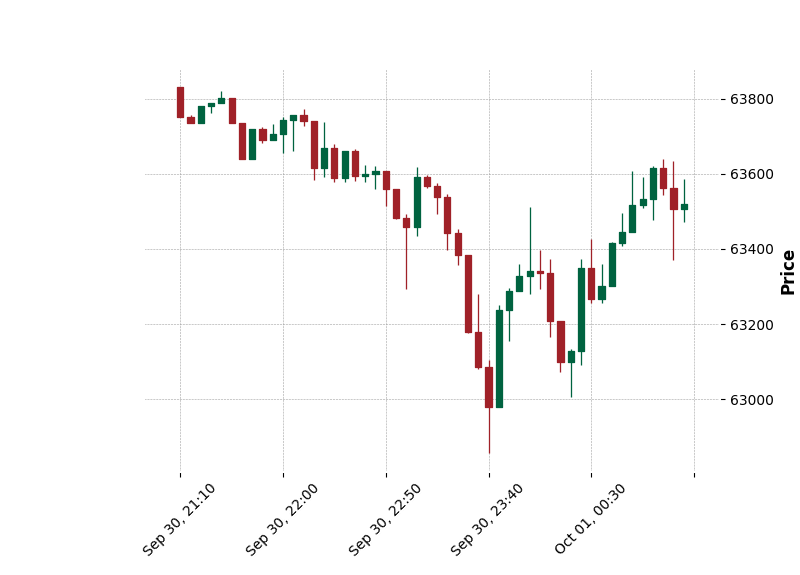 63800
63600
63400
63200
63000
Price
Sep 30, 21:10
Sep 30, 22:00
Sep 30, 22:50
Sep 30, 23:40
Oct 01, 00:30